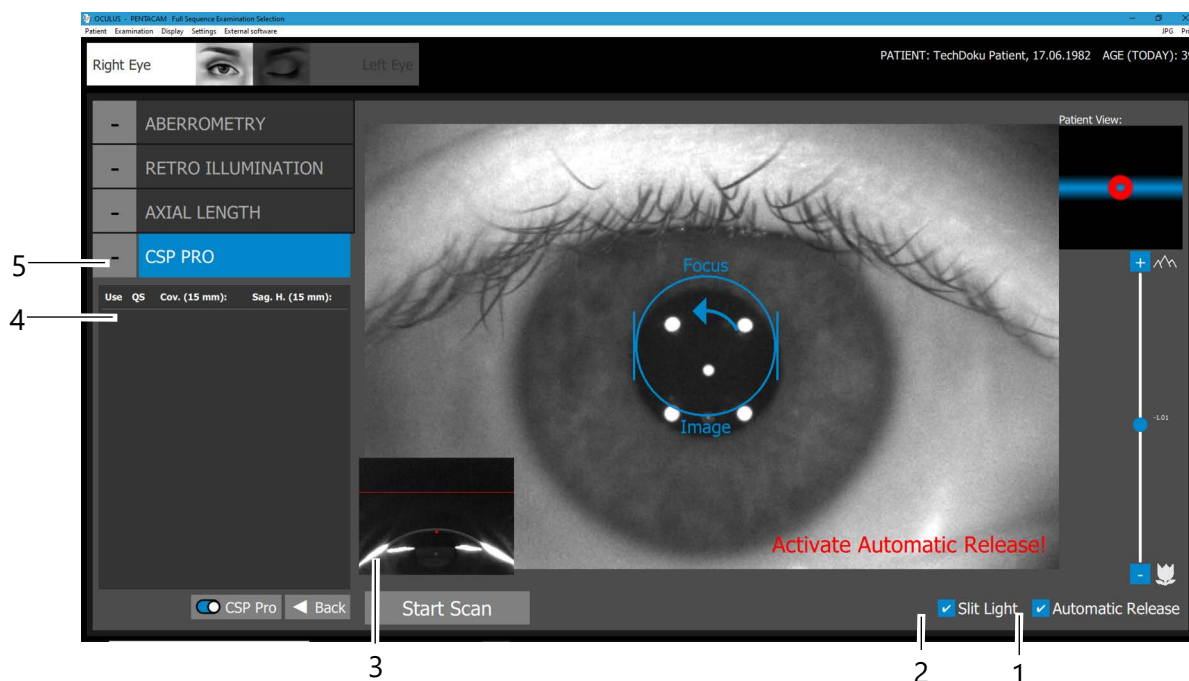 OCULUS - PENTACAM Full Sequence Examination Selection
Patient Examination Display Settings External software JPG Pri
Right Eye Left Eye PATIENT: TechDoku Patient, 17.06.1982 AGE (TODAY): 39
Patient View:
- ABERROMETRY
- RETRO ILLUMINATION
- AXIAL LENGTH
- CSP PRO
5
Use QS Cov. (15 mm): Sag. H. (15 mm):
4
Focus
Image
+
-1.01
-
Activate Automatic Release!
CSP Pro Back Start Scan Slit Light Automatic Release
3 2 1